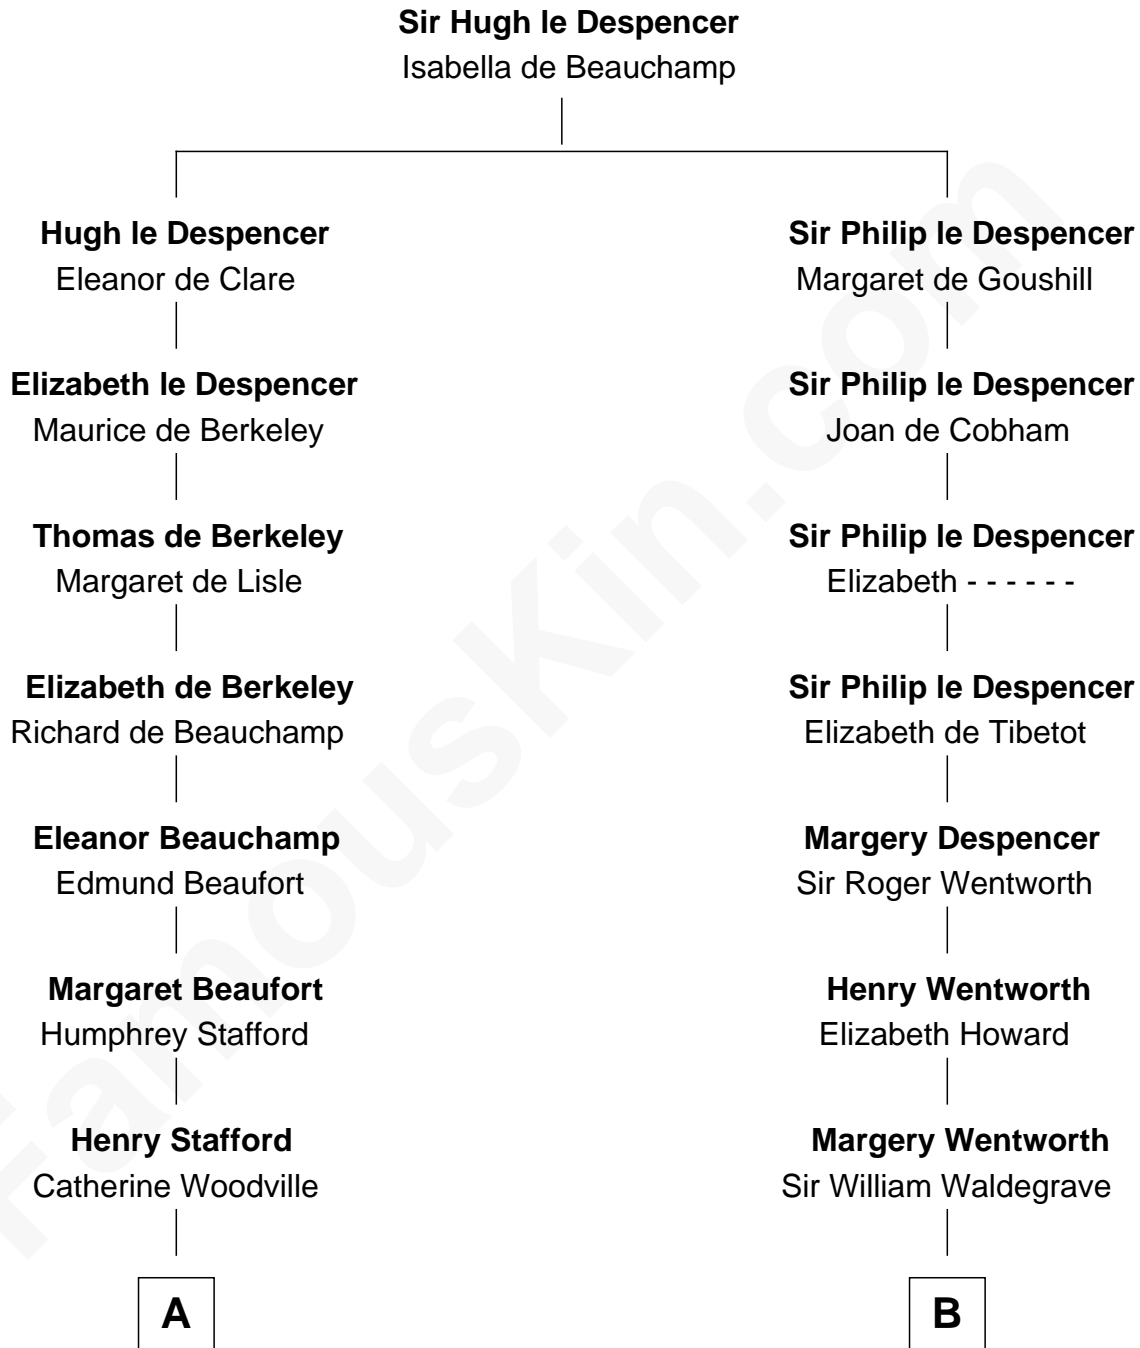 Sir Hugh le Despencer
Isabella de Beauchamp
Hugh le Despencer
Eleanor de Clare
Elizabeth le Despencer
Maurice de Berkeley
Thomas de Berkeley
Margaret de Lisle
Elizabeth de Berkeley
Richard de Beauchamp
Eleanor Beauchamp
Edmund Beaufort
Margaret Beaufort
Humphrey Stafford
Henry Stafford
Catherine Woodville
A
Sir Philip le Despencer
Margaret de Goushill
Sir Philip le Despencer
Joan de Cobham
Sir Philip le Despencer
Elizabeth - - - - - -
Sir Philip le Despencer
Elizabeth de Tibetot
Margery Despencer
Sir Roger Wentworth
Henry Wentworth
Elizabeth Howard
Margery Wentworth
Sir William Waldegrave
B
FamousKin.com